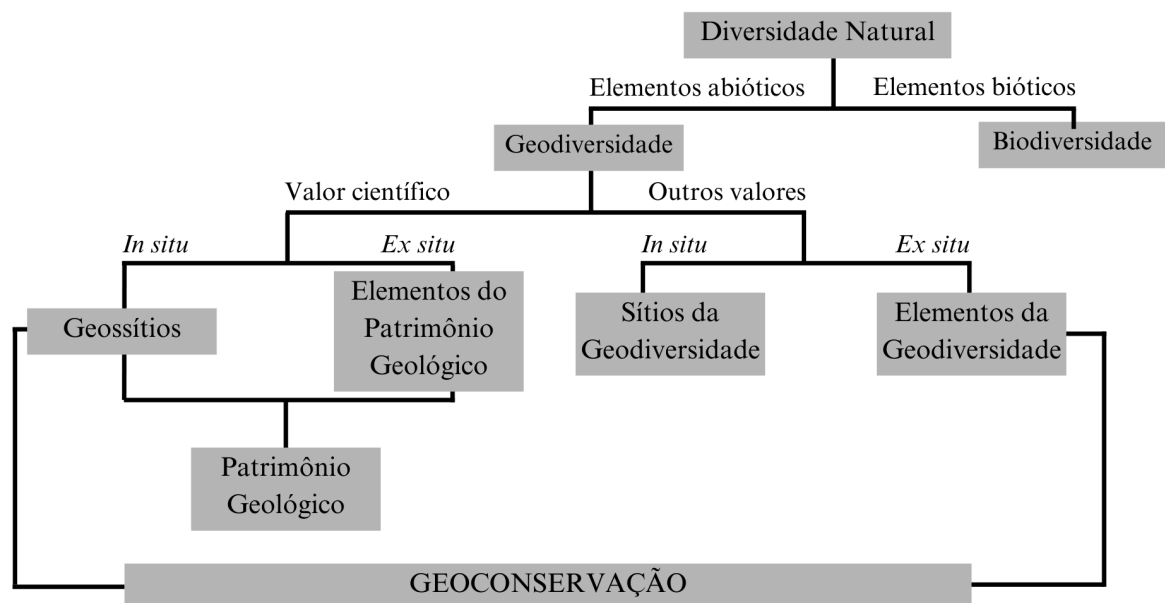 Diversidade Natural
Elementos abióticos
Elementos bióticos
Geodiversidade
Biodiversidade
Valor científico
Outros valores
In situ
Ex situ
In situ
Ex situ
Geossítios
Elementos do
Patrimônio
Geológico
Sítios da
Geodiversidade
Elementos da
Geodiversidade
Patrimônio
Geológico
GEOCONSERVAÇÃO